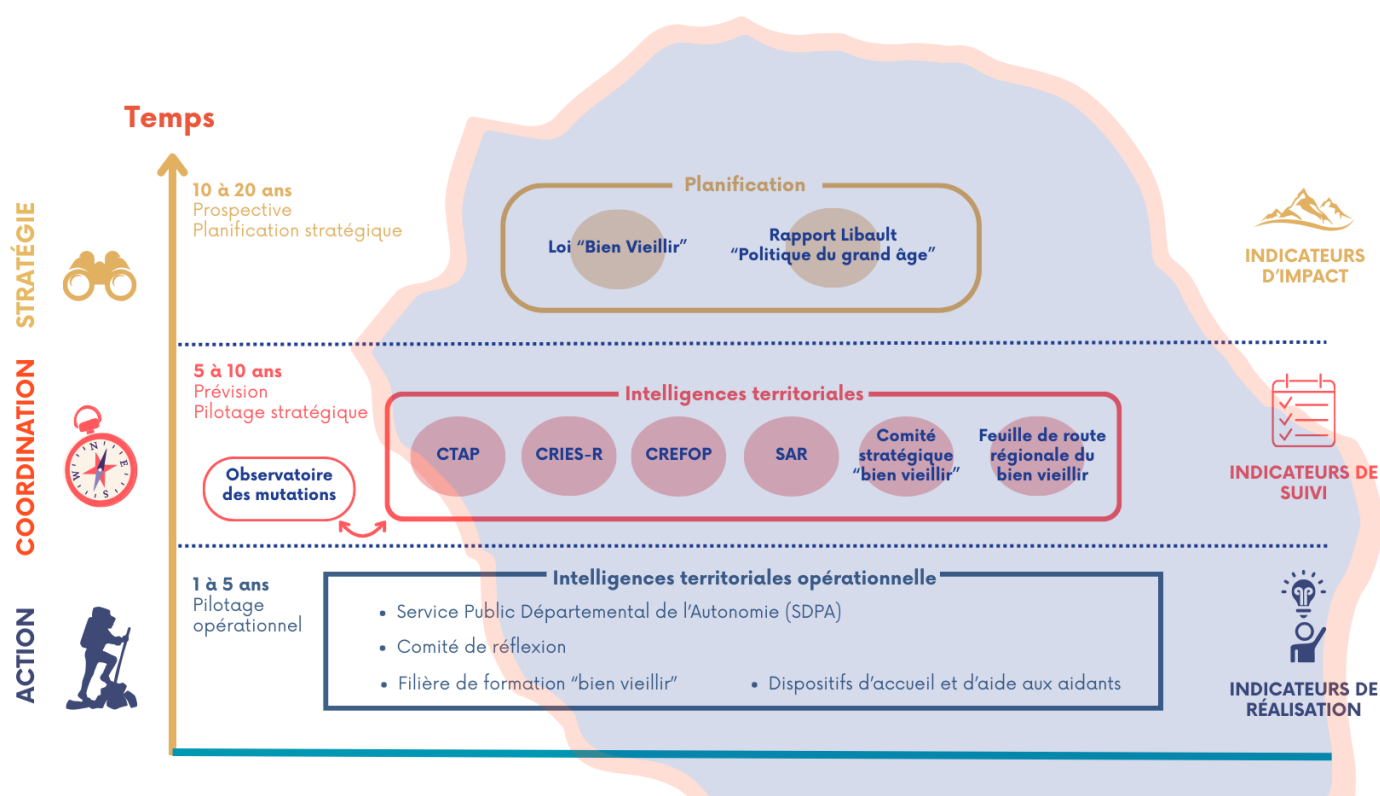 Temps
STRATÉGIE
10 à 20 ans
Prospective
Planification stratégique
Planification
Loi “Bien Vieillir”
Rapport Libault
“Politique du grand âge”
INDICATEURS
D’IMPACT
COORDINATION
5 à 10 ans
Prévision
Pilotage stratégique
Observatoire
des mutations
Intelligences territoriales
CTAP
CRIES-R
CREFOP
SAR
Comité
stratégique
“bien vieillir”
Feuille de route
régionale du
bien vieillir
INDICATEURS DE
SUIVI
N
E
S
W
ACTION
1 à 5 ans
Pilotage
opérationnel
Intelligences territoriales opérationnelle
• Service Public Départemental de l’Autonomie (SDPA)
• Comité de réflexion
• Filière de formation “bien vieillir”
• Dispositifs d’accueil et d’aide aux aidants
INDICATEURS DE
RÉALISATION